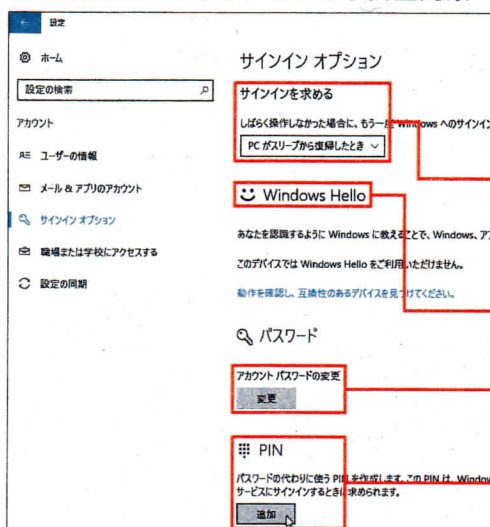 設定
ホーム
設定の検索
アカウント
ユーザーの情報
メール & アプリのアカウント
サインイン オプション
職場または学校にアクセスする
設定の同期
サインイン オプション
サインインを求める
しばらく操作しなかった場合に、もう一度 Windows へのサインイン
PC がスリープから復帰したとき
Windows Hello
あなたを認識するように Windows に教えることで、Windows、ア
このデバイスでは Windows Hello をご利用いただけません。
動作を確認し、互換性のあるデバイスを見つけてください。
パスワード
アカウント パスワードの変更
変更
PIN
パスワードの代わりに使う PIN を作成します。この PIN は、Window
サービスにサインインするときに求められます。
追加